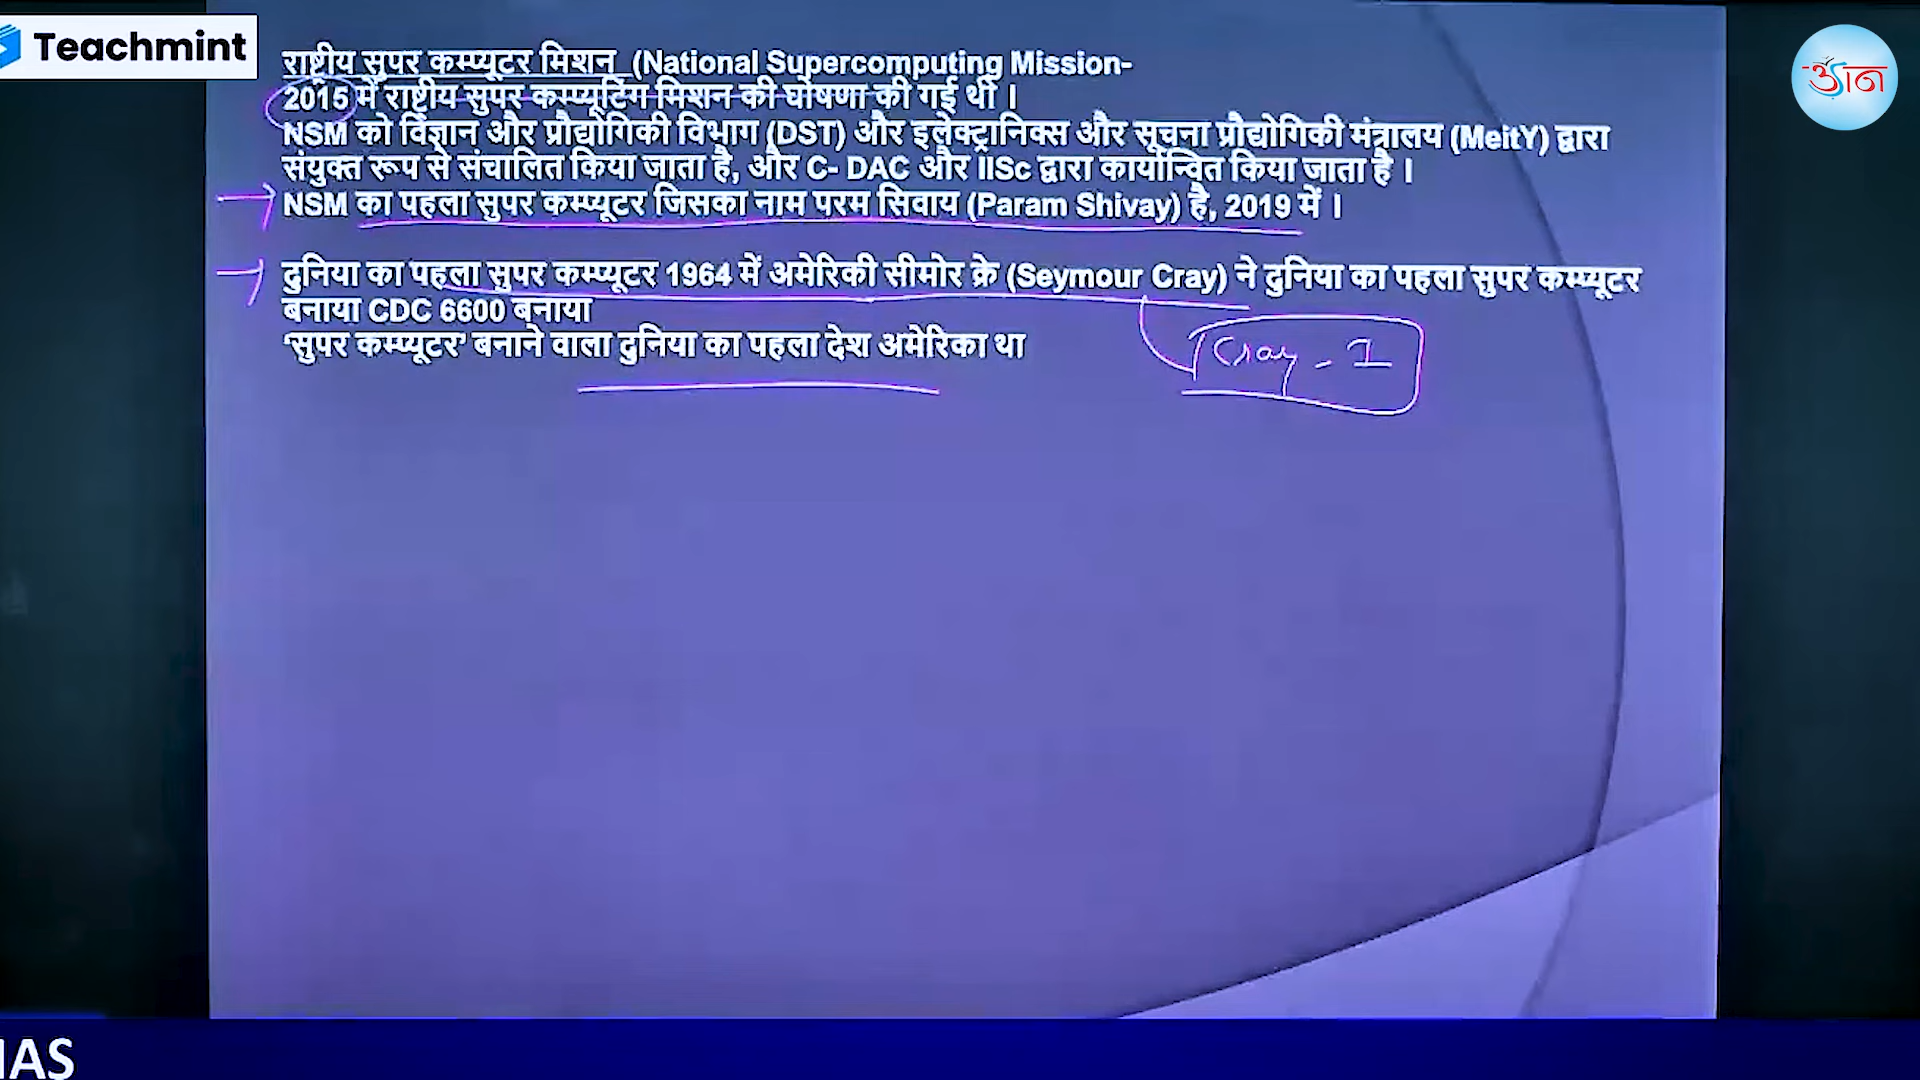 Teachmint
राष्ट्रीय सुपर कम्प्यूटर मिशन (National Supercomputing Mission-
2015 में राष्ट्रीय सुपर कम्प्यूटिंग मिशन की घोषणा की गई थी ।
NSM को विज्ञान और प्रौद्योगिकी विभाग (DST) और इलेक्ट्रानिक्स और सूचना प्रौद्योगिकी मंत्रालय (MeitY) द्वारा
संयुक्त रूप से संचालित किया जाता है, और C- DAC और IISc द्वारा कार्यान्वित किया जाता है ।
NSM का पहला सुपर कम्प्यूटर जिसका नाम परम सिवाय (Param Shivay) है, 2019 में ।
दुनिया का पहला सुपर कम्प्यूटर 1964 में अमेरिकी सीमोर क्रे (Seymour Cray) ने दुनिया का पहला सुपर कम्प्यूटर
बनाया CDC 6600 बनाया
‘सुपर कम्प्यूटर’ बनाने वाला दुनिया का पहला देश अमेरिका था
Cray - 1
IAS